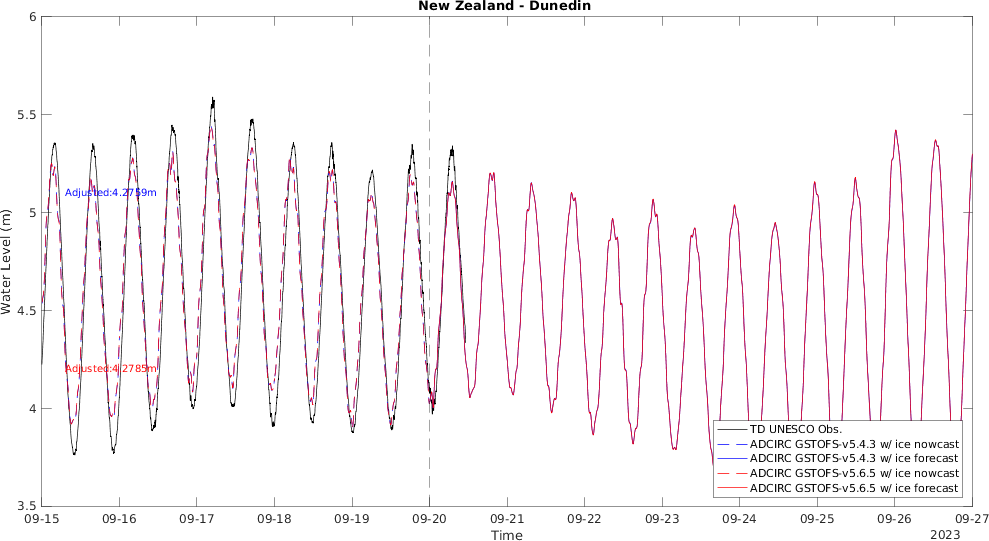 New Zealand - Dunedin
6
5.5
5
4.5
4
3.5
Water Level (m)
Adjusted:4.2759m
Adjusted:4.2785m
TD UNESCO Obs.
ADCIRC GSTOFS-v5.4.3 w/ ice nowcast
ADCIRC GSTOFS-v5.4.3 w/ ice forecast
ADCIRC GSTOFS-v5.6.5 w/ ice nowcast
ADCIRC GSTOFS-v5.6.5 w/ ice forecast
09-15 09-16 09-17 09-18 09-19 09-20 09-21 09-22 09-23 09-24 09-25 09-26 09-27
Time
2023